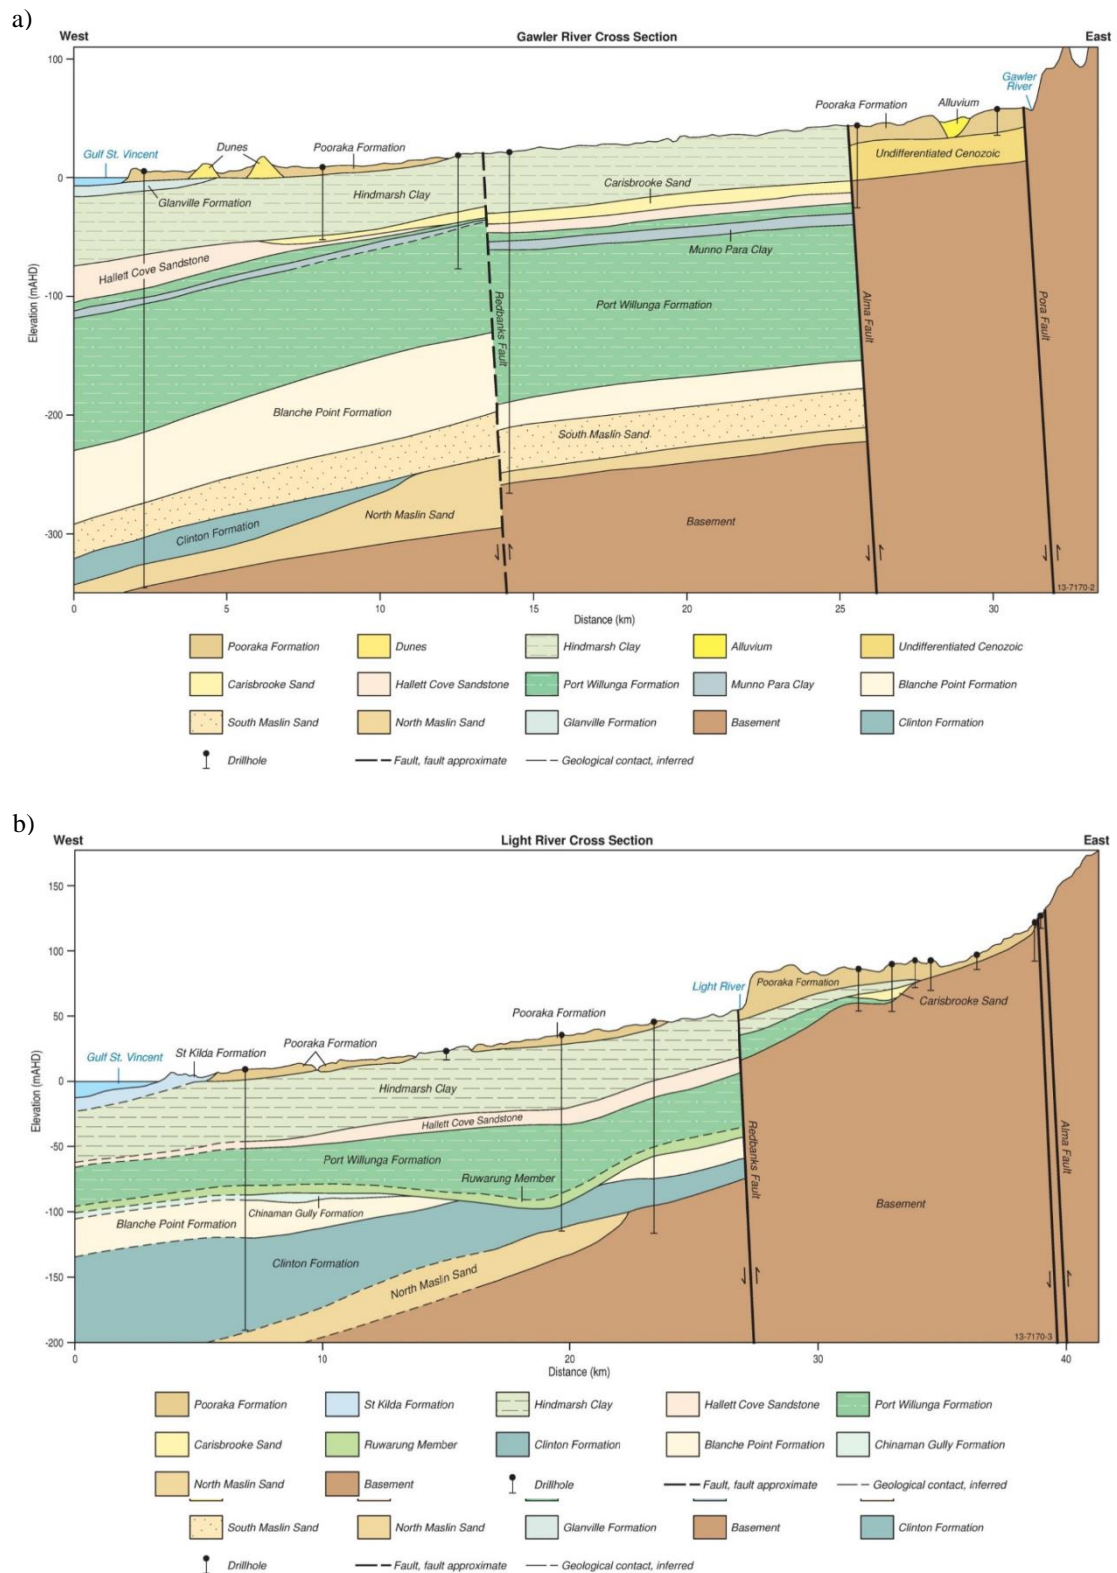 a)
West Gawler River Cross Section East
100
0
-100
-200
-300
Elevation (mAHD)
Gulf St. Vincent
Dunes
Pooraka Formation
Glanville Formation
Hindmarsh Clay
Hallett Cove Sandstone
Carisbrooke Sand
Munno Para Clay
Port Willunga Formation
Blanche Point Formation
South Maslin Sand
Clinton Formation
North Maslin Sand
Basement
Redbanks Fault
Alma Fault
Pora Fault
Pooraka Formation
Alluvium
Gawler River
Undifferentiated Cenozoic
13-7170-2
0 5 10 15 20 25 30
Distance (km)
Pooraka Formation Dunes Hindmarsh Clay Alluvium Undifferentiated Cenozoic
Carisbrooke Sand Hallett Cove Sandstone Port Willunga Formation Munno Para Clay Blanche Point Formation
South Maslin Sand North Maslin Sand Glanville Formation Basement Clinton Formation
Drillhole Fault, fault approximate Geological contact, inferred
b)
West Light River Cross Section East
150
100
50
0
-50
-100
-150
-200
Elevation (mAHD)
Gulf St. Vincent
St Kilda Formation
Pooraka Formation
Pooraka Formation
Light River
Pooraka Formation
Carisbrooke Sand
Hindmarsh Clay
Hallett Cove Sandstone
Port Willunga Formation
Ruwarung Member
Chinaman Gully Formation
Blanche Point Formation
Clinton Formation
North Maslin Sand
Basement
Redbanks Fault
Alma Fault
13-7170-3
0 10 20 30 40
Distance (km)
Pooraka Formation St Kilda Formation Hindmarsh Clay Hallett Cove Sandstone Port Willunga Formation
Carisbrooke Sand Ruwarung Member Clinton Formation Blanche Point Formation Chinaman Gully Formation
North Maslin Sand Basement Drillhole Fault, fault approximate Geological contact, inferred
South Maslin Sand North Maslin Sand Glanville Formation Basement Clinton Formation
Drillhole Fault, fault approximate Geological contact, inferred